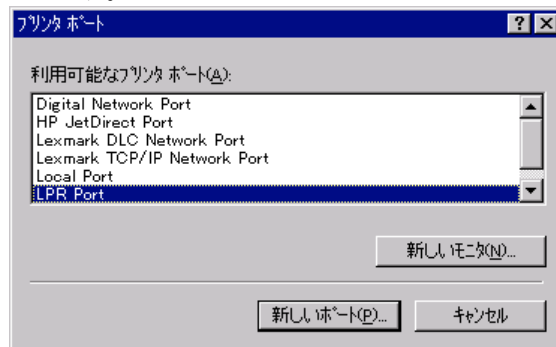 プリンタ ポート
利用可能なプリンタ ポート(A):
Digital Network Port
HP JetDirect Port
Lexmark DLC Network Port
Lexmark TCP/IP Network Port
Local Port
LPR Port
新しいモニタ(N)...
新しいポート(P)...
キャンセル